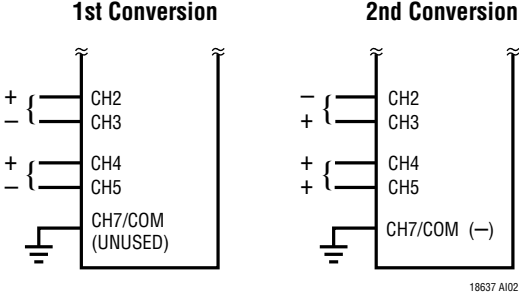 1st Conversion
+ { CH2
– CH3
+ { CH4
– CH5
CH7/COM
(UNUSED)
2nd Conversion
– { CH2
+ CH3
+ { CH4
+ CH5
CH7/COM (–)
18637 AI02